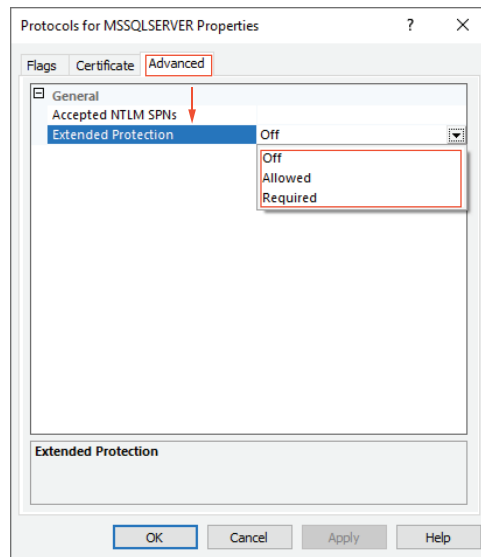 Protocols for MSSQLSERVER Properties ? ×
Flags Certificate Advanced
General
Accepted NTLM SPNs
Extended Protection Off
Off
Allowed
Required
Extended Protection
OK Cancel Apply Help